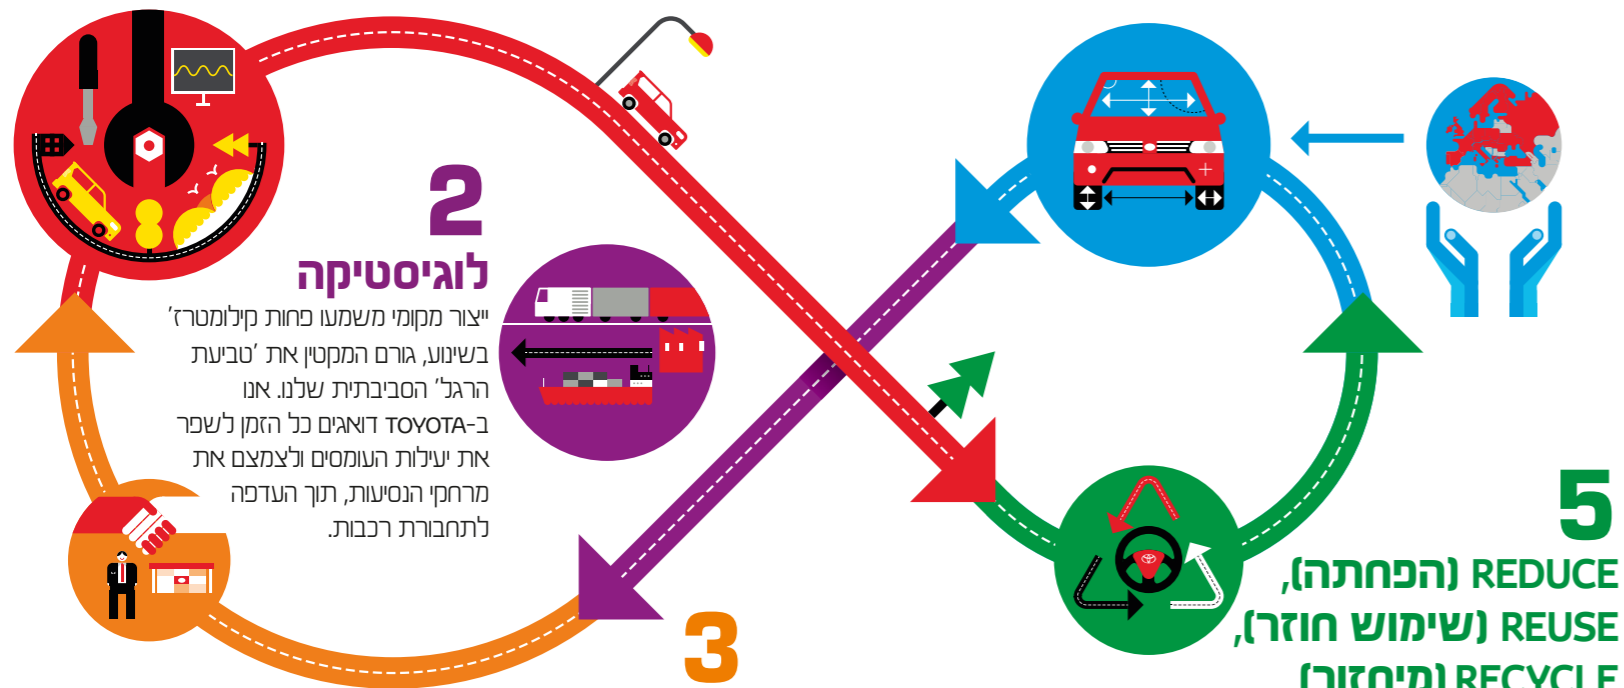 2
לוגיסטיקה
ייצור מקומי משמעו פחות קילומטרז'
בשינוע, גורם המקטין את 'טביעת
הרגל' הסביבתית שלנו. אנו
ב-TOYOTA דואגים כל הזמן לשפר
את יעילות העומסים ולצמצם את
מרחקי הנסיעות, תוך העדפה
לתחבורת רכבות.
3
5
REDUCE (הפחתה),
REUSE (שימוש חוזר),
RECYCLE (מיחזור)